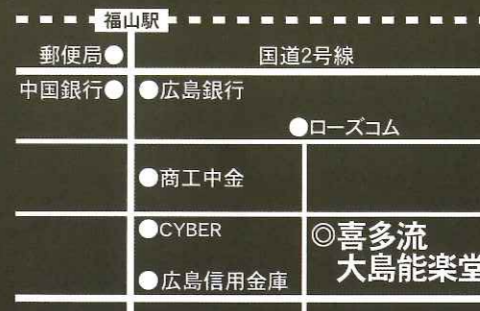 福山駅
郵便局
国道2号線
中国銀行
広島銀行
ローズコム
商工中金
CYBER
◎喜多流
大島能楽堂
広島信用金庫